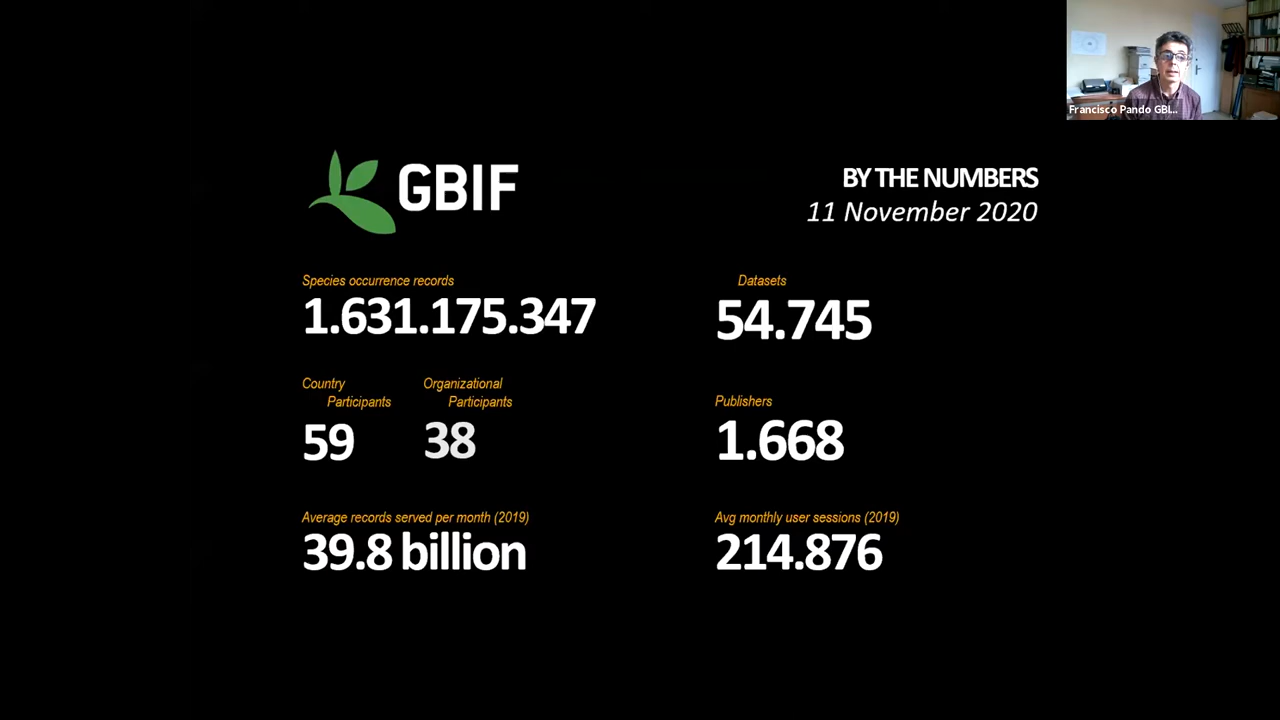 Francisco Pando GBI...
GBIF
BY THE NUMBERS
11 November 2020
Species occurrence records
1.631.175.347
Datasets
54.745
Country
Participants
59
Organizational
Participants
38
Publishers
1.668
Average records served per month (2019)
39.8 billion
Avg monthly user sessions (2019)
214.876